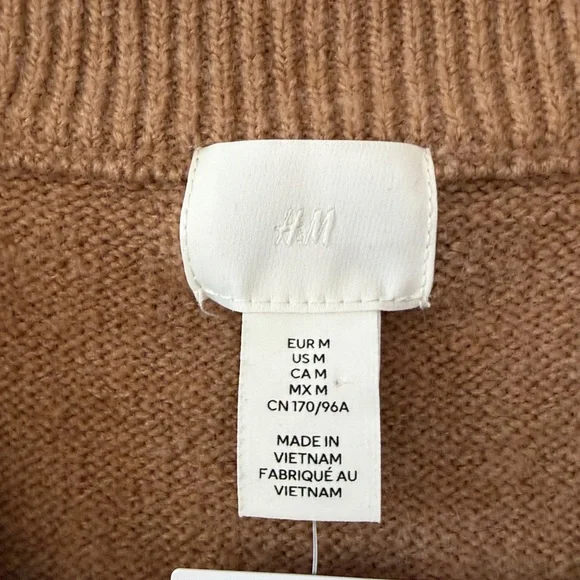 H&M
EUR M
US M
CA M
MX M
CN 170/96A
MADE IN
VIETNAM
FABRIQUÉ AU
VIETNAM